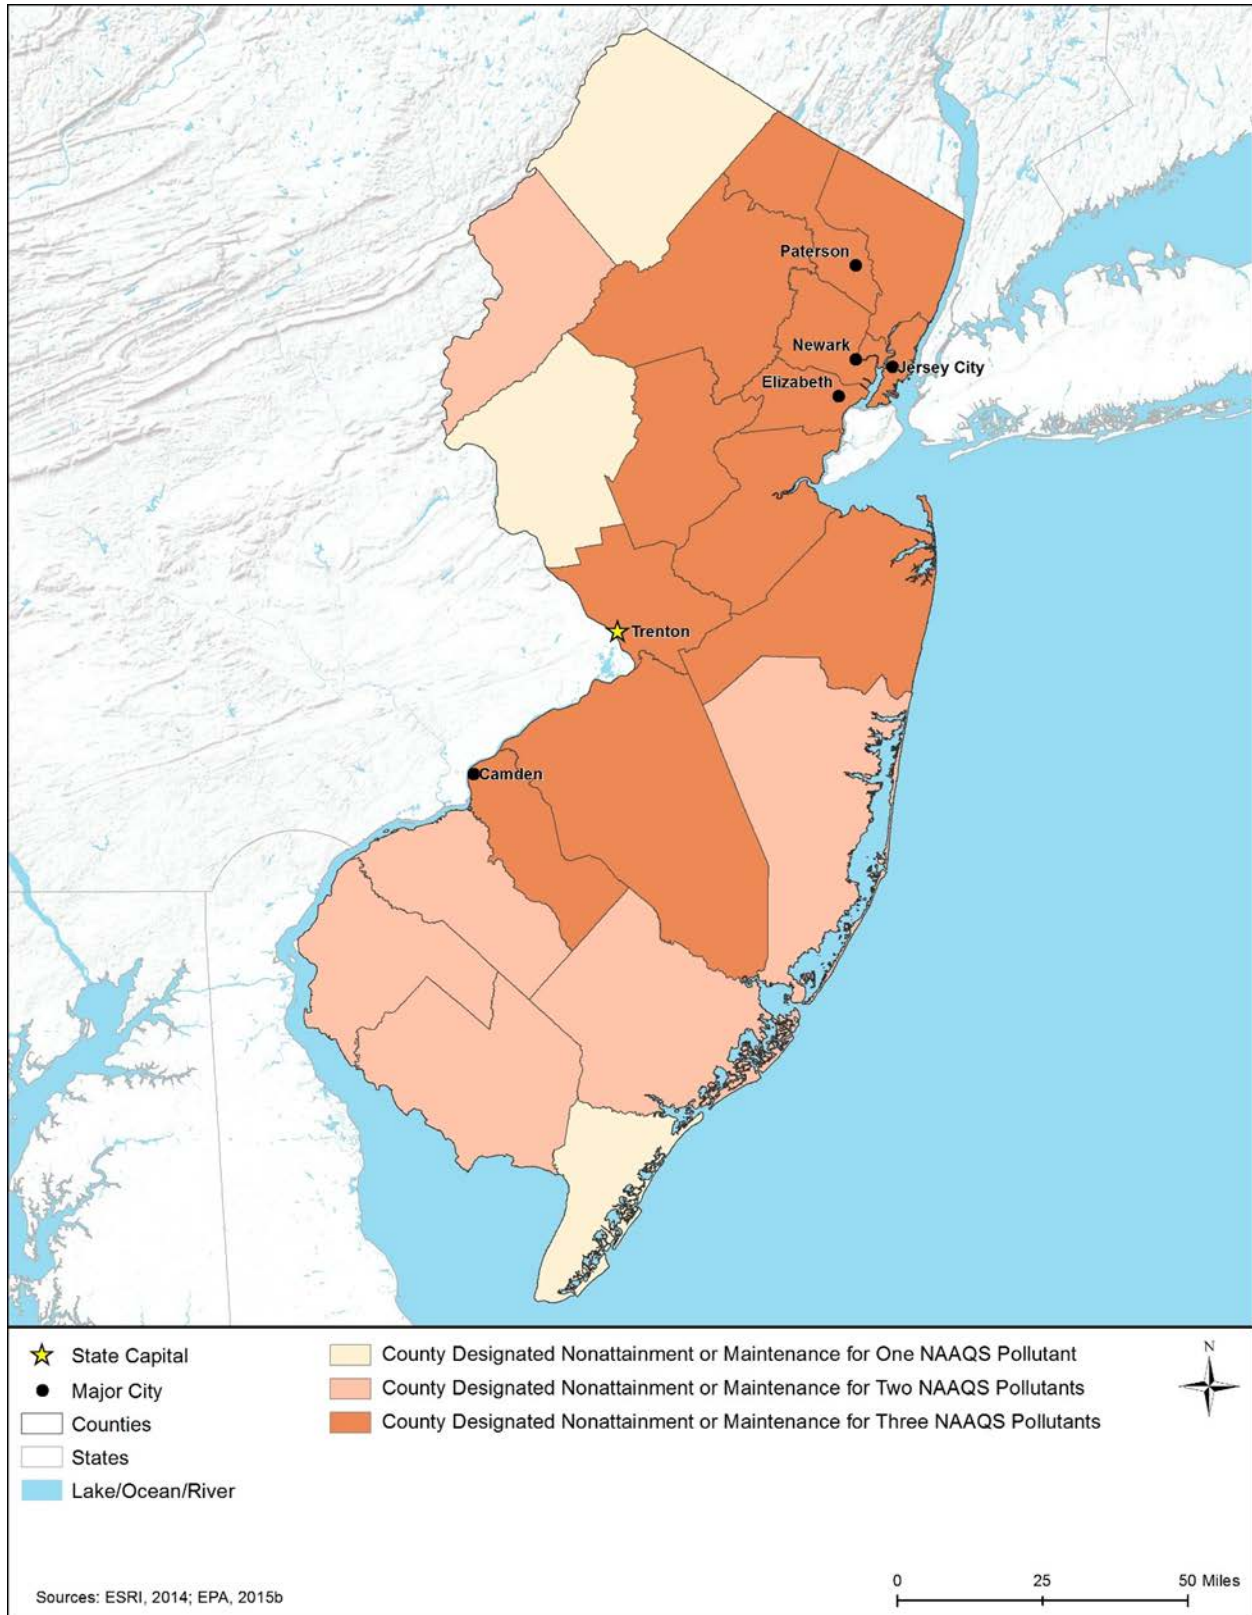 Paterson
Newark
Jersey City
Elizabeth
Trenton
Camden
State Capital
Major City
Counties
States
Lake/Ocean/River
County Designated Nonattainment or Maintenance for One NAAQS Pollutant
County Designated Nonattainment or Maintenance for Two NAAQS Pollutants
County Designated Nonattainment or Maintenance for Three NAAQS Pollutants
N
Sources: ESRI, 2014; EPA, 2015b
0 25 50 Miles